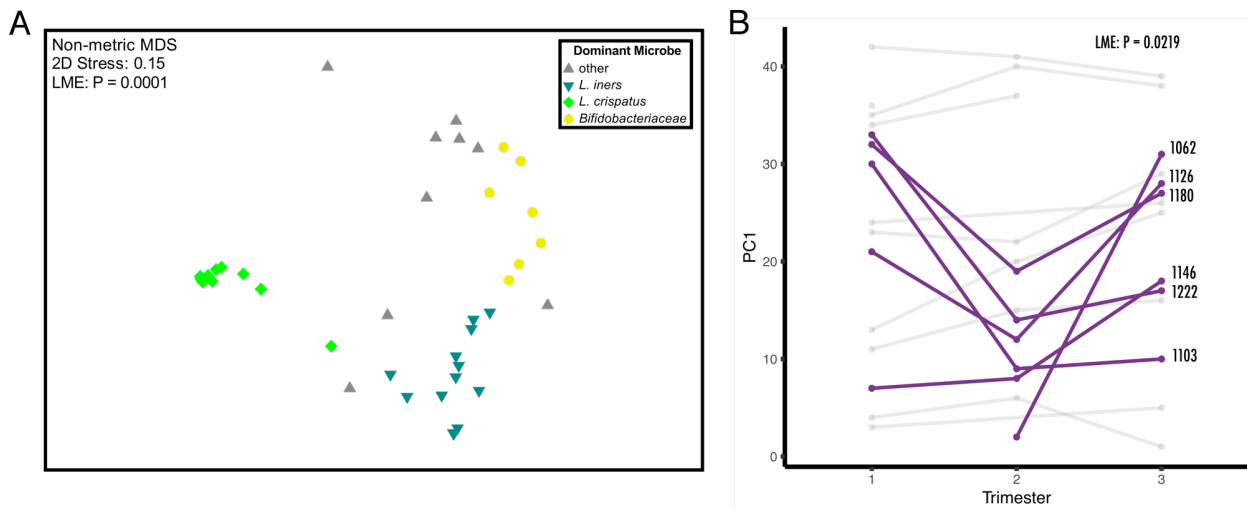 A
Non-metric MDS
2D Stress: 0.15
LME: P = 0.0001
Dominant Microbe
other
L. iners
L. crispatus
Bifidobacteriaceae
B
LME: P = 0.0219
PC1
40
30
20
10
0
1062
1126
1180
1146
1222
1103
1
2
3
Trimester